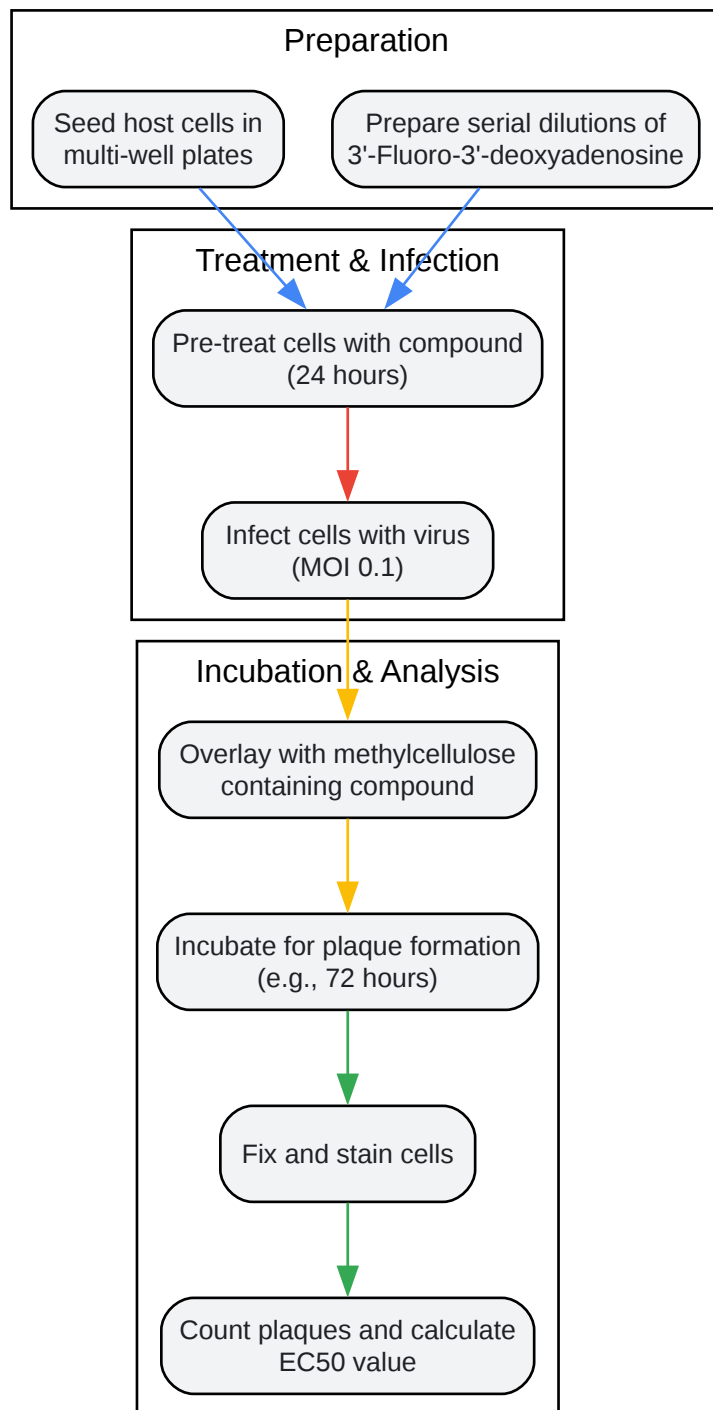 Preparation
Seed host cells in
multi-well plates
Prepare serial dilutions of
3'-Fluoro-3'-deoxyadenosine
Treatment & Infection
Pre-treat cells with compound
(24 hours)
Infect cells with virus
(MOI 0.1)
Incubation & Analysis
Overlay with methylcellulose
containing compound
Incubate for plaque formation
(e.g., 72 hours)
Fix and stain cells
Count plaques and calculate
EC50 value